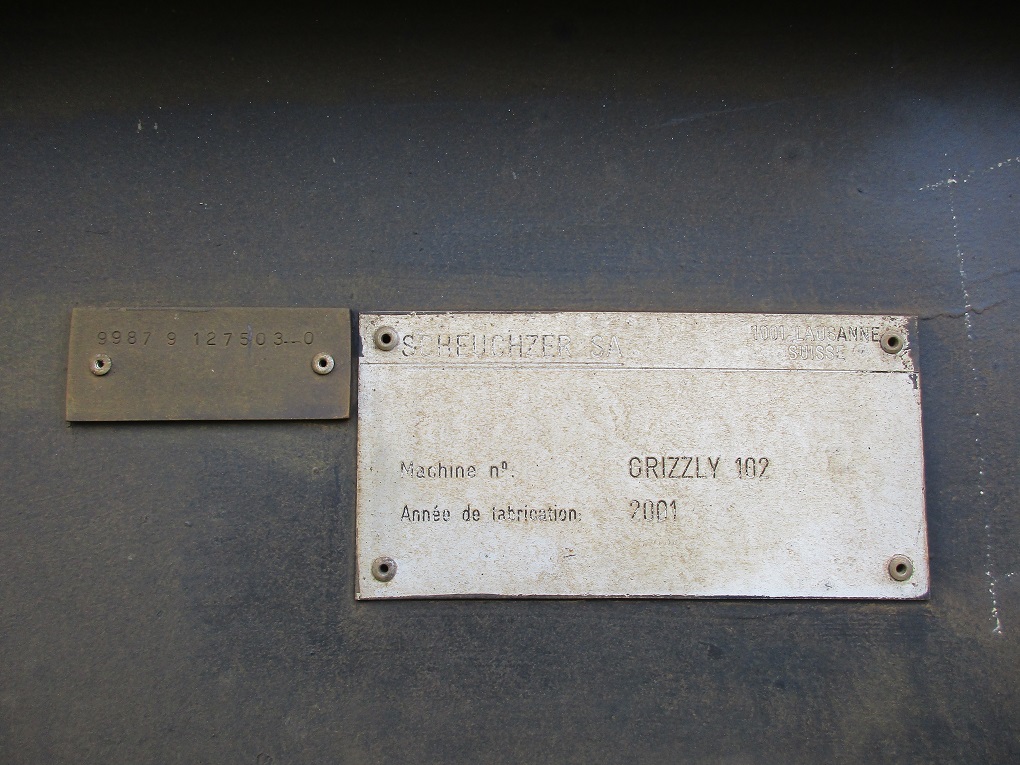 9987 9 127503-0
SCHEUCHZER SA
1001 LAUSANNE
SUISSE
Machine nº. GRIZZLY 102
Année de fabrication: 2001